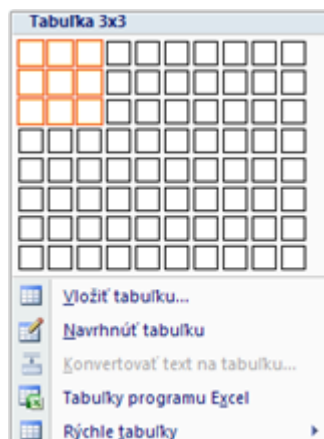 Tabuľka 3x3
Vložiť tabuľku...
Navrhnúť tabuľku
Konvertovať text na tabuľku...
Tabuľky programu Excel
Rýchle tabuľky